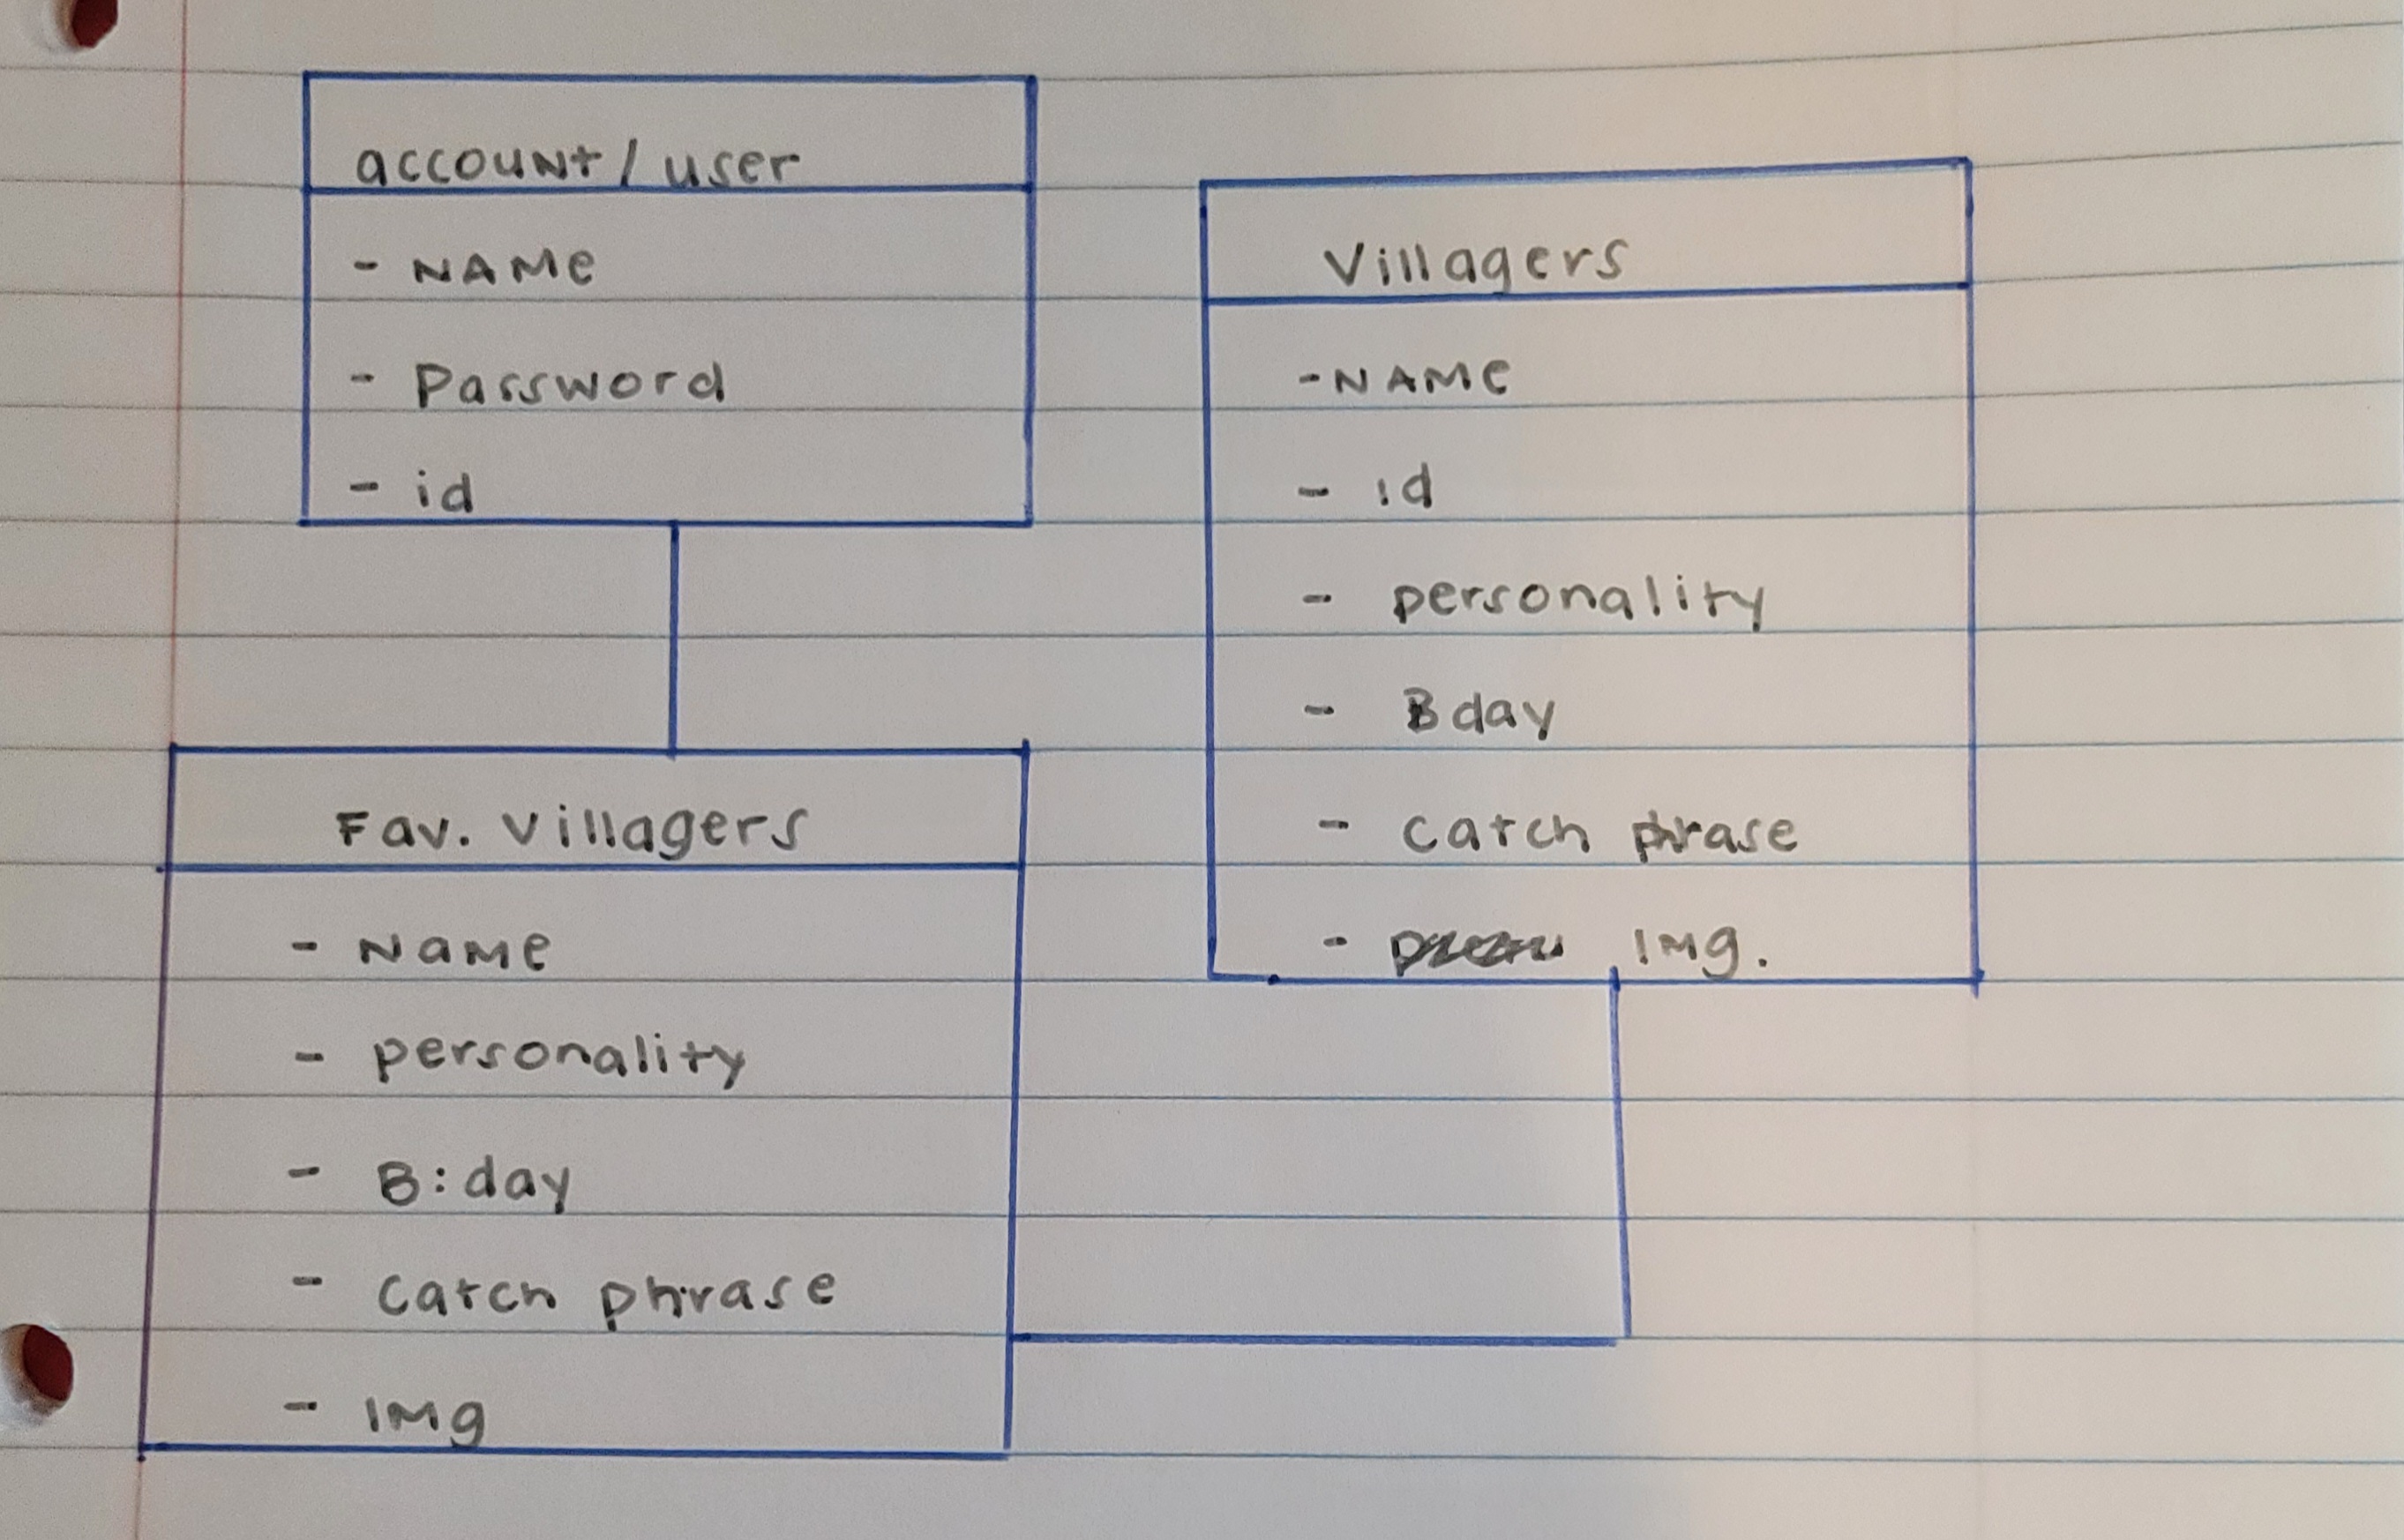 account/user
- NAMe
- Password
- id
Villagers
- NAMe
- id
- personality
- Bday
- Catch phrase
- Img.
Fav. Villagers
- Name
- personality
- B:day
- Catch phrase
- Img